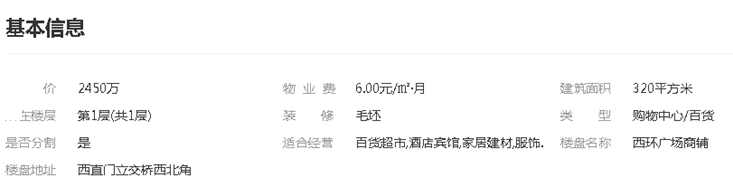 基本信息
价 2450万 物业费 6.00元/㎡·月 建筑面积 320平方米
…在楼层 第1层(共1层) 装修 毛坯 类型 购物中心/百货
是否分割 是 适合经营 百货超市,酒店宾馆,家居建材,服饰. 楼盘名称 西环广场商铺
楼盘地址 西直门立交桥西北角